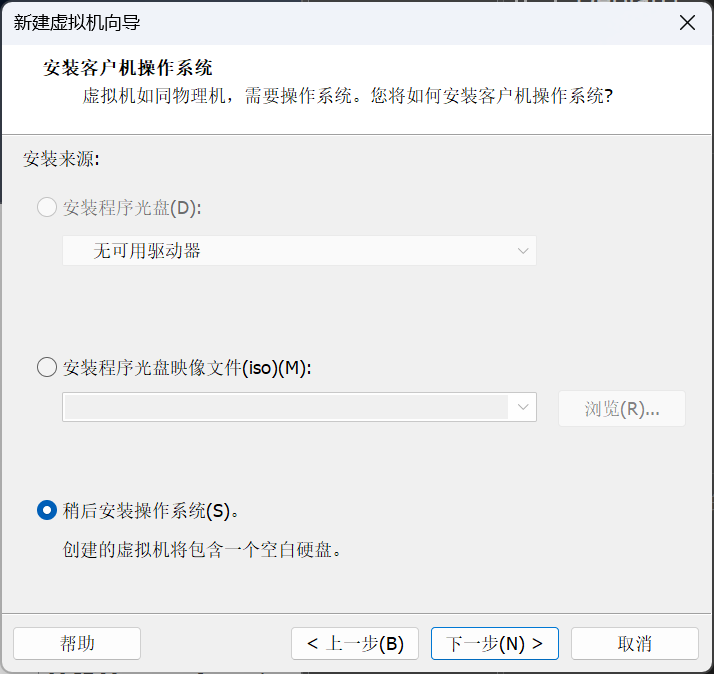 新建虚拟机向导
安装客户机操作系统
虚拟机如同物理机，需要操作系统。您将如何安装客户机操作系统?
安装来源:
安装程序光盘(D):
无可用驱动器
安装程序光盘映像文件(iso)(M):
浏览(R)...
稍后安装操作系统(S)。
创建的虚拟机将包含一个空白硬盘。
帮助
< 上一步(B)
下一步(N) >
取消